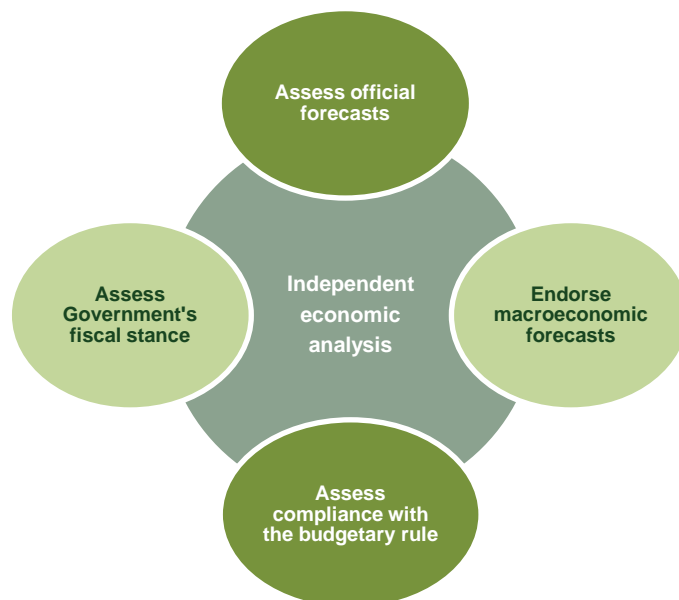 Assess official
forecasts
Assess
Government's
fiscal stance
Independent
economic
analysis
Endorse
macroeconomic
forecasts
Assess
compliance with
the budgetary rule